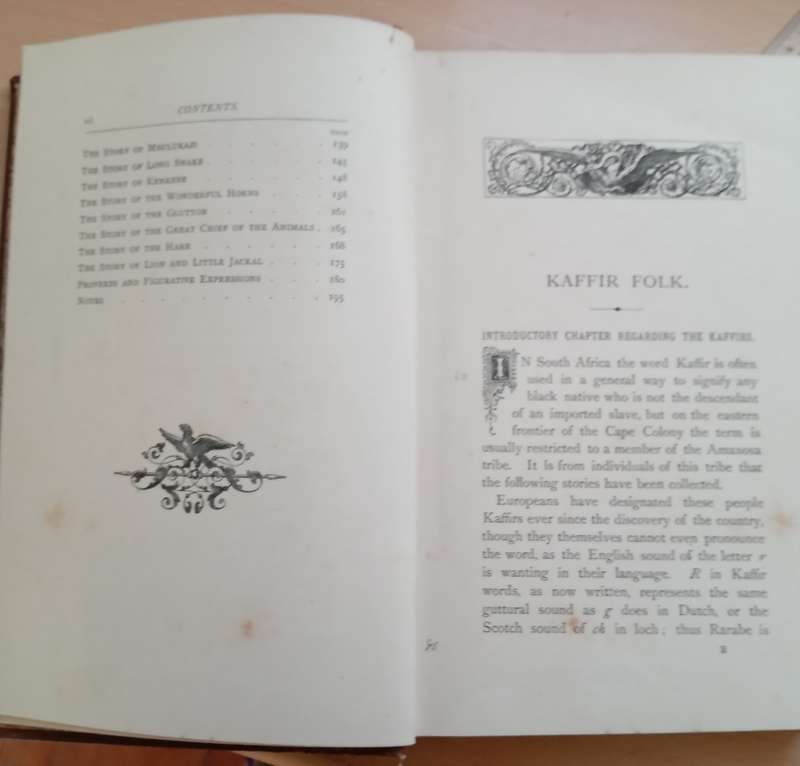 CONTENTS.
PAGE
THE STORY OF MBULUKAZI . . . . . 139
THE STORY OF LONG SNAKE . . . . . 143
THE STORY OF KENKEBE . . . . . 148
THE STORY OF THE WONDERFUL HORNS . . . . 158
THE STORY OF THE GLUTTON . . . . . 161
THE STORY OF THE GREAT CHIEF OF THE ANIMALS . 165
THE STORY OF THE HARE . . . . . 168
THE STORY OF LION AND LITTLE JACKAL . . . . 175
PROVERBS AND FIGURATIVE EXPRESSIONS . . . . 180
NOTES . . . . . . . . 195
KAFFIR FOLK.
INTRODUCTORY CHAPTER REGARDING THE KAFFIRS.
IN South Africa the word Kaffir is often
used in a general way to signify any
black native who is not the descendant
of an imported slave, but on the eastern
frontier of the Cape Colony the term is
usually restricted to a member of the Amaxosa
tribe. It is from individuals of this tribe that
the following stories have been collected.
Europeans have designated these people
Kaffirs ever since the discovery of the country,
though they themselves cannot even pronounce
the word, as the English sound of the letter r
is wanting in their language. R in Kaffir
words, as now written, represents the same
guttural sound as g does in Dutch, or the
Scotch sound of ch in loch; thus Rarabe is
B